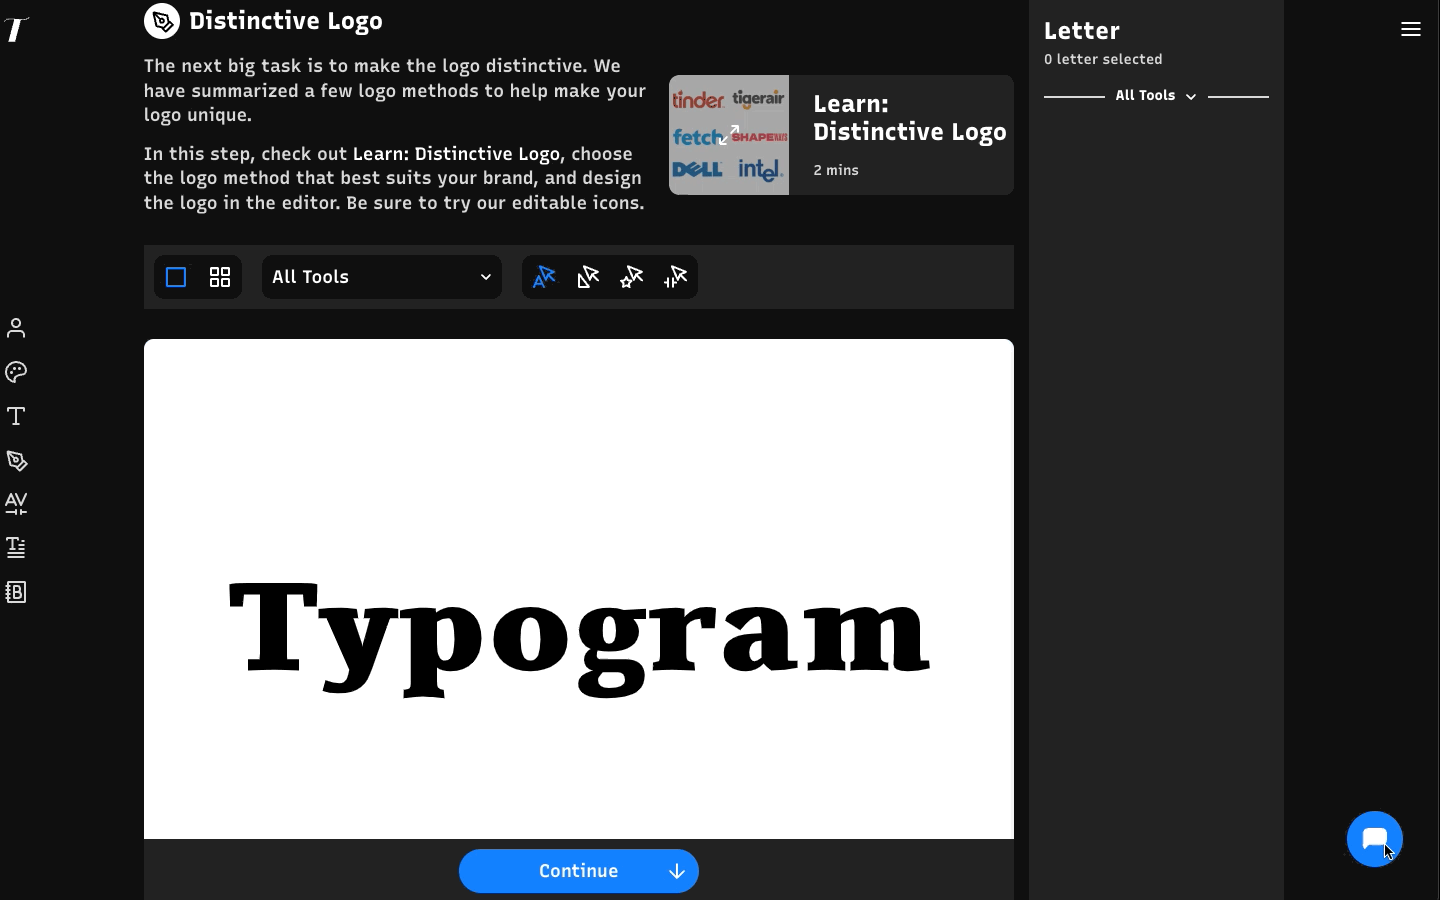 T
Distinctive Logo
The next big task is to make the logo distinctive. We
have summarized a few logo methods to help make your
logo unique.
In this step, check out Learn: Distinctive Logo, choose
the logo method that best suits your brand, and design
the logo in the editor. Be sure to try our editable icons.
tinder tigerair
fetch SHAPEWAYS
DELL intel.
Learn:
Distinctive Logo
2 mins
Letter
0 letter selected
All Tools
All Tools
Typogram
Continue